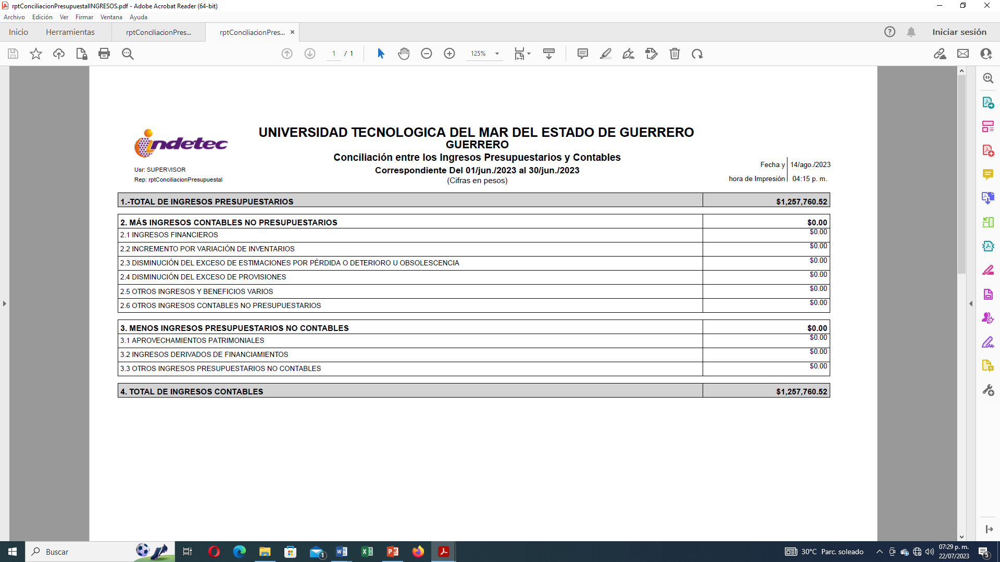 rptConciliacionPresupuestalINGRESOS.pdf - Adobe Acrobat Reader (64-bit)
Archivo Edición Ver Firmar Ventana Ayuda
Inicio Herramientas rptConciliacionPres... rptConciliacionPres... Iniciar sesión
1 / 1 125%
indetec
UNIVERSIDAD TECNOLOGICA DEL MAR DEL ESTADO DE GUERRERO
GUERRERO
Conciliación entre los Ingresos Presupuestarios y Contables
Correspondiente Del 01/jun./2023 al 30/jun./2023
(Cifras en pesos)
Usr: SUPERVISOR
Rep: rptConciliacionPresupuestal
Fecha y 14/ago./2023
hora de Impresión 04:15 p. m.
1.-TOTAL DE INGRESOS PRESUPUESTARIOS $1,257,760.52
2. MÁS INGRESOS CONTABLES NO PRESUPUESTARIOS $0.00
2.1 INGRESOS FINANCIEROS $0.00
2.2 INCREMENTO POR VARIACIÓN DE INVENTARIOS $0.00
2.3 DISMINUCIÓN DEL EXCESO DE ESTIMACIONES POR PÉRDIDA O DETERIORO U OBSOLESCENCIA $0.00
2.4 DISMINUCIÓN DEL EXCESO DE PROVISIONES $0.00
2.5 OTROS INGRESOS Y BENEFICIOS VARIOS $0.00
2.6 OTROS INGRESOS CONTABLES NO PRESUPUESTARIOS $0.00
3. MENOS INGRESOS PRESUPUESTARIOS NO CONTABLES $0.00
3.1 APROVECHAMIENTOS PATRIMONIALES $0.00
3.2 INGRESOS DERIVADOS DE FINANCIAMIENTOS $0.00
3.3 OTROS INGRESOS PRESUPUESTARIOS NO CONTABLES $0.00
4. TOTAL DE INGRESOS CONTABLES $1,257,760.52
Buscar 1 30°C Parc. soleado 07:29 p. m.
22/07/2023 5